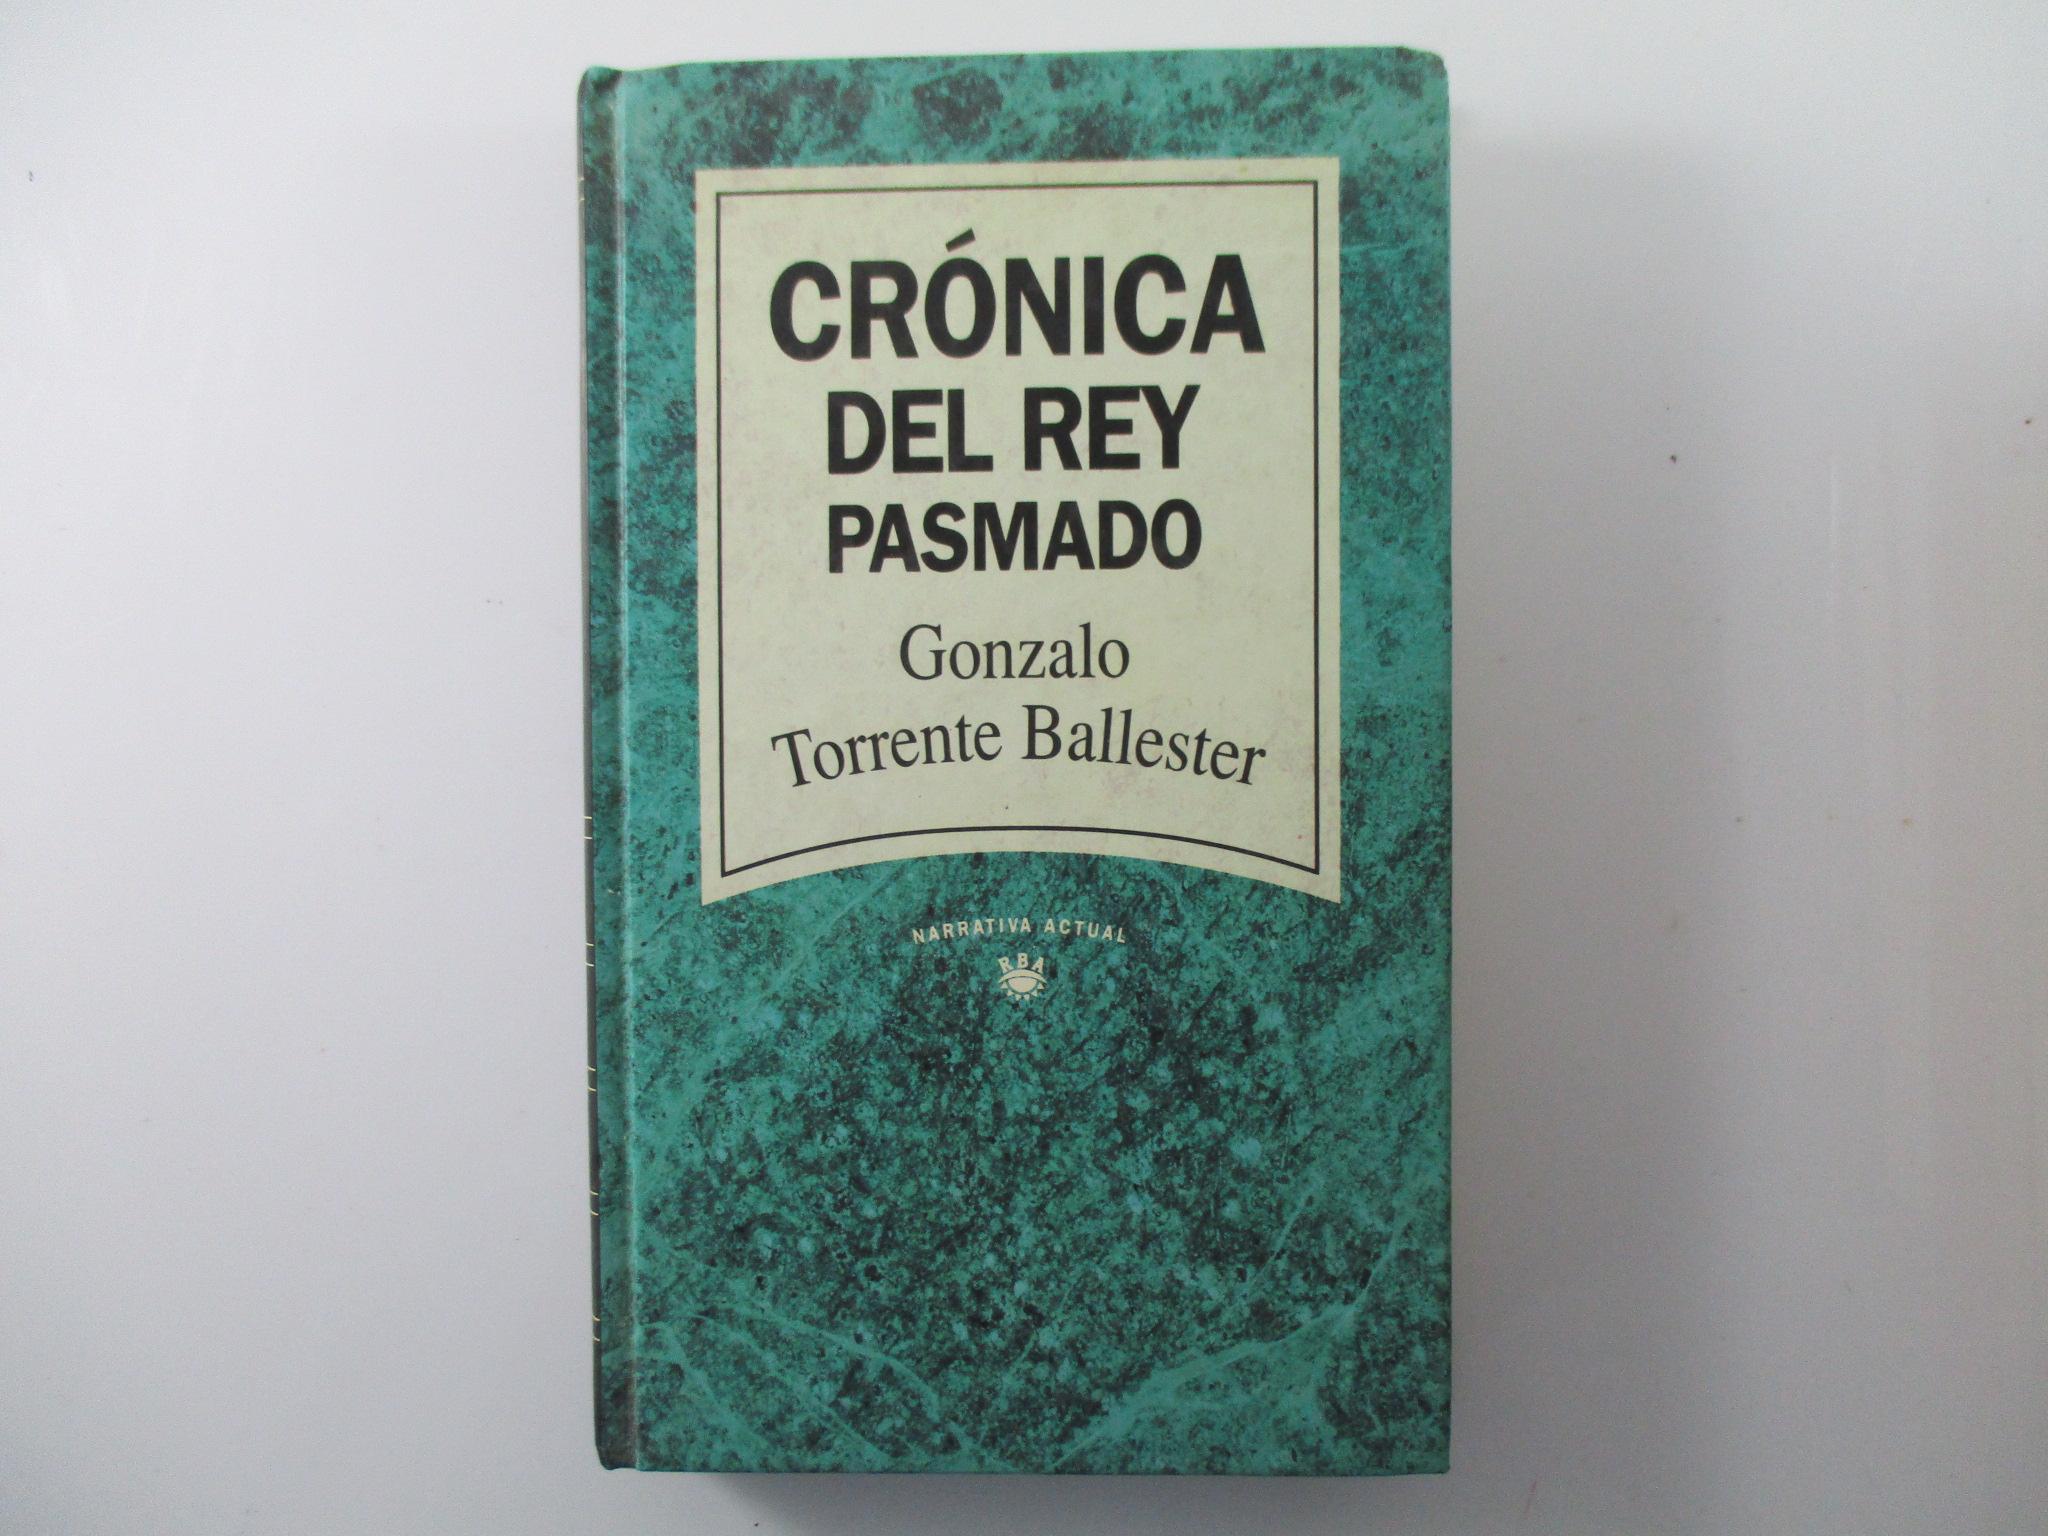 CRÓNICA
DEL REY
PASMADO
Gonzalo
Torrente Ballester
NARRATIVA ACTUAL
RBA